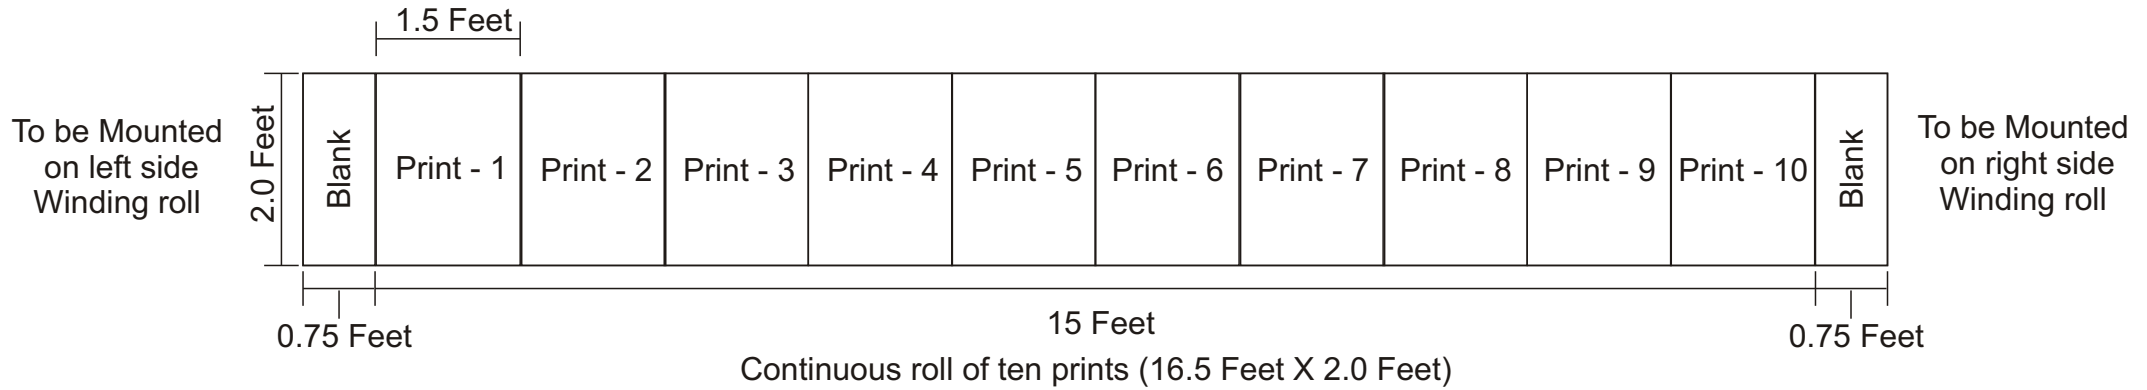 1.5 Feet
To be Mounted
on left side
Winding roll
2.0 Feet
Blank
Print - 1
Print - 2
Print - 3
Print - 4
Print - 5
Print - 6
Print - 7
Print - 8
Print - 9
Print - 10
Blank
To be Mounted
on right side
Winding roll
0.75 Feet
15 Feet
0.75 Feet
Continuous roll of ten prints (16.5 Feet X 2.0 Feet)